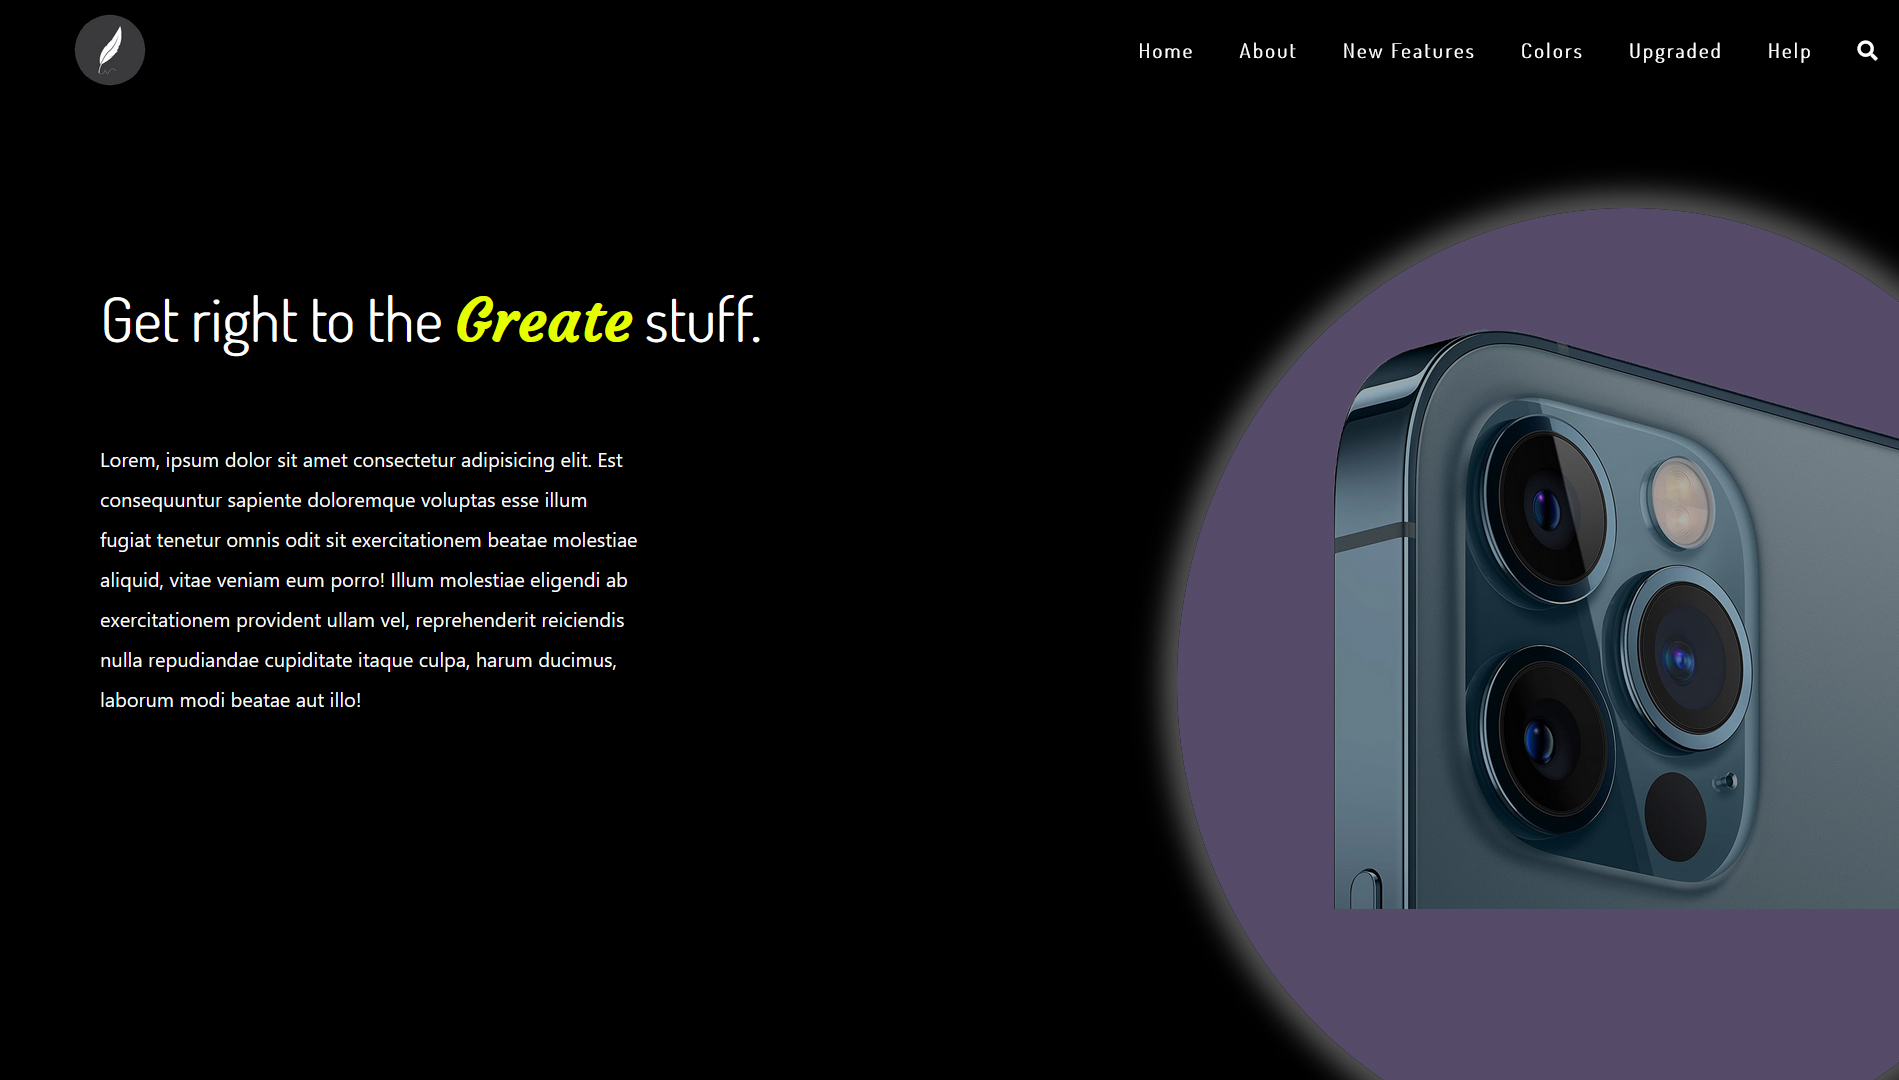 Home About New Features Colors Upgraded Help
Get right to the Greate stuff.
Lorem, ipsum dolor sit amet consectetur adipisicing elit. Est
consequuntur sapiente doloremque voluptas esse illum
fugiat tenetur omnis odit sit exercitationem beatae molestiae
aliquid, vitae veniam eum porro! Illum molestiae eligendi ab
exercitationem provident ullam vel, reprehenderit reiciendis
nulla repudiandae cupiditate itaque culpa, harum ducimus,
laborum modi beatae aut illo!